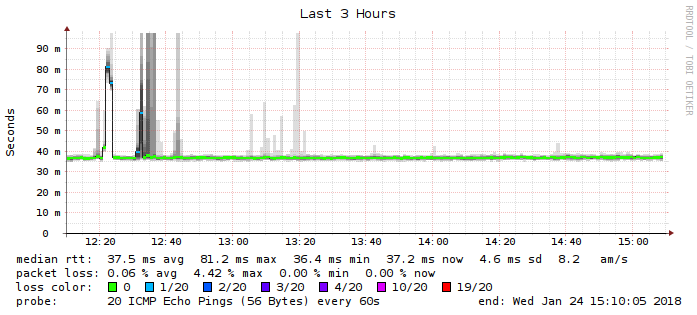 Last 3 Hours
RRDTOOL / TOBI OETIKER
Seconds
90 m
80 m
70 m
60 m
50 m
40 m
30 m
20 m
10 m
0
12:20 12:40 13:00 13:20 13:40 14:00 14:20 14:40 15:00
median rtt: 37.5 ms avg 81.2 ms max 36.4 ms min 37.2 ms now 4.6 ms sd 8.2 am/s
packet loss: 0.06 % avg 4.42 % max 0.00 % min 0.00 % now
loss color: 0 1/20 2/20 3/20 4/20 10/20 19/20
probe: 20 ICMP Echo Pings (56 Bytes) every 60s end: Wed Jan 24 15:10:05 2018